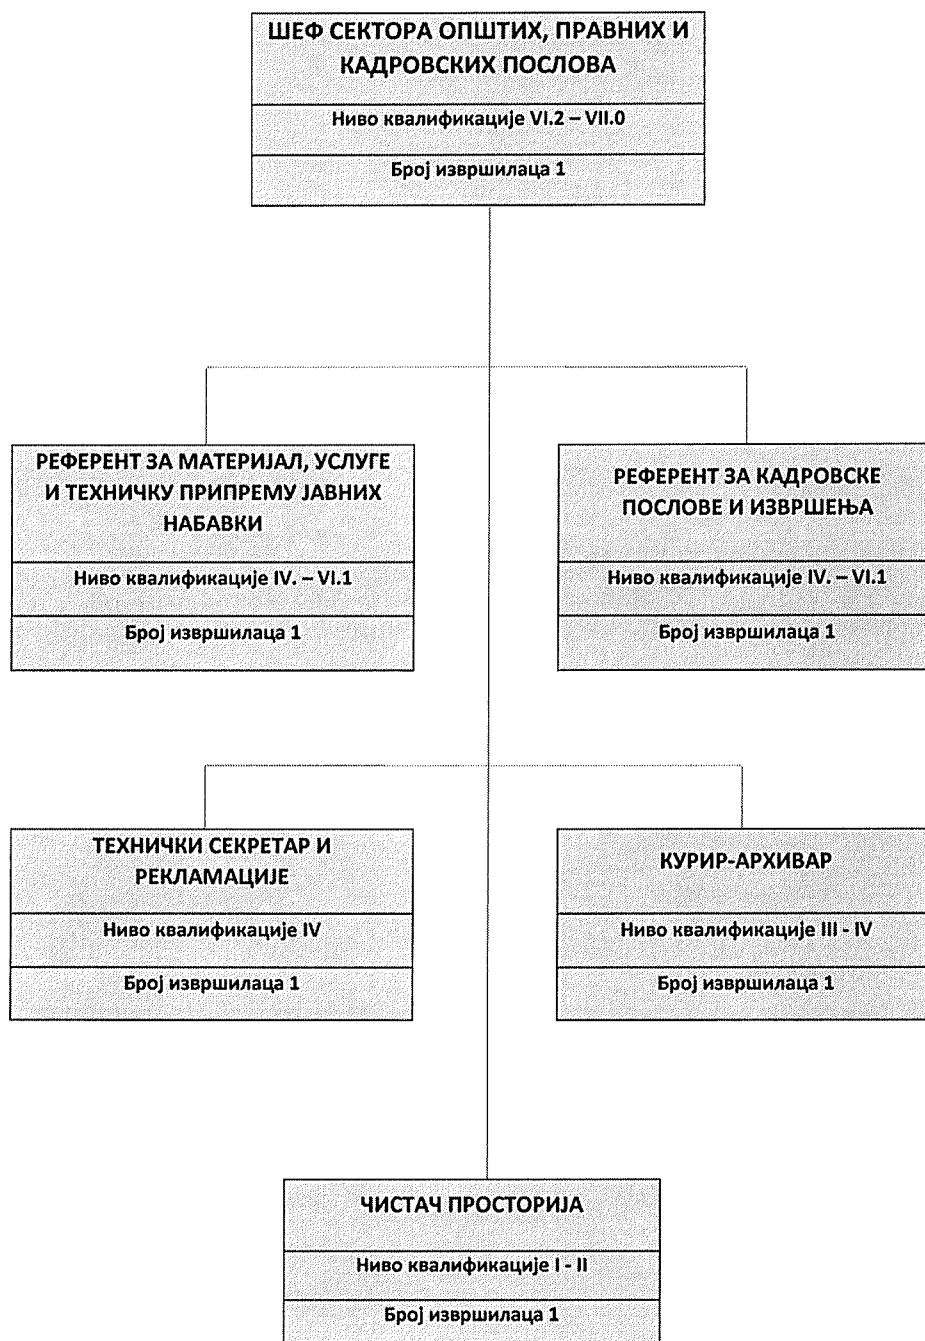 ШЕФ СЕКТОРА ОПШТИХ, ПРАВНИХ И
КАДРОВСКИХ ПОСЛОВА
Ниво квалификације VI.2 – VII.0
Број извршилаца 1
РЕФЕРЕНТ ЗА МАТЕРИЈАЛ, УСЛУГЕ
И ТЕХНИЧКУ ПРИПРЕМУ ЈАВНИХ
НАБАВКИ
Ниво квалификације IV. – VI.1
Број извршилаца 1
РЕФЕРЕНТ ЗА КАДРОВСКЕ
ПОСЛОВЕ И ИЗВРШЕЊА
Ниво квалификације IV. – VI.1
Број извршилаца 1
ТЕХНИЧКИ СЕКРЕТАР И
РЕКЛАМАЦИЈЕ
Ниво квалификације IV
Број извршилаца 1
КУРИР-АРХИВАР
Ниво квалификације III - IV
Број извршилаца 1
ЧИСТАЧ ПРОСТОРИЈА
Ниво квалификације I - II
Број извршилаца 1